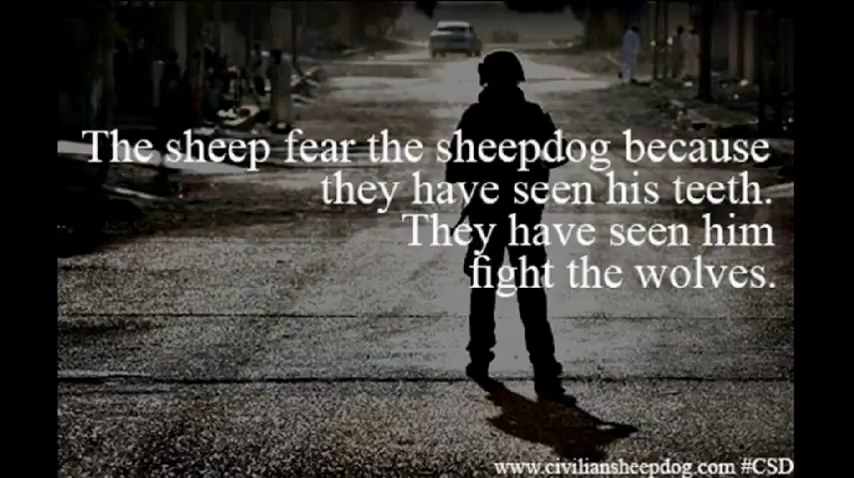 The sheep fear the sheepdog because
they have seen his teeth.
They have seen him
fight the wolves.
www.civiliansheepdog.com #CSD